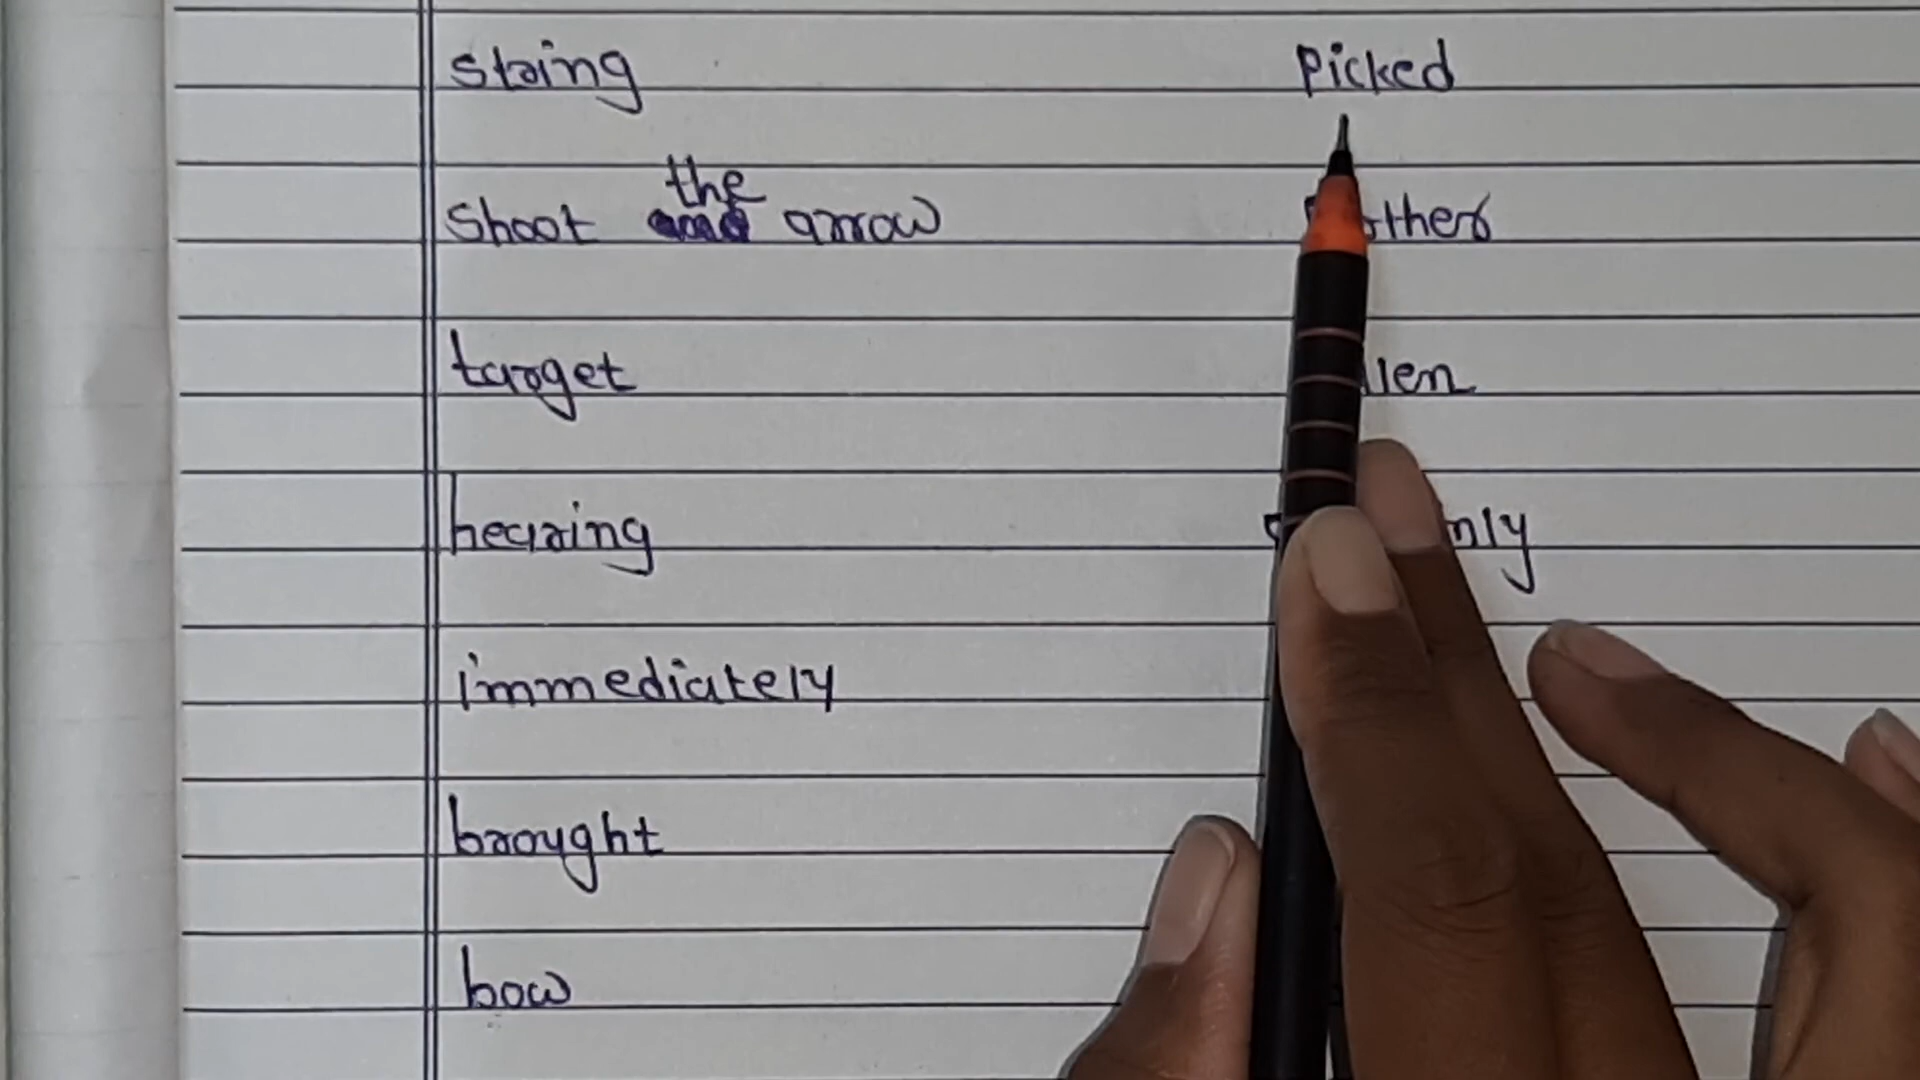 string Picked
the
Shoot arrow
target
hearing
immediately
brought
bow